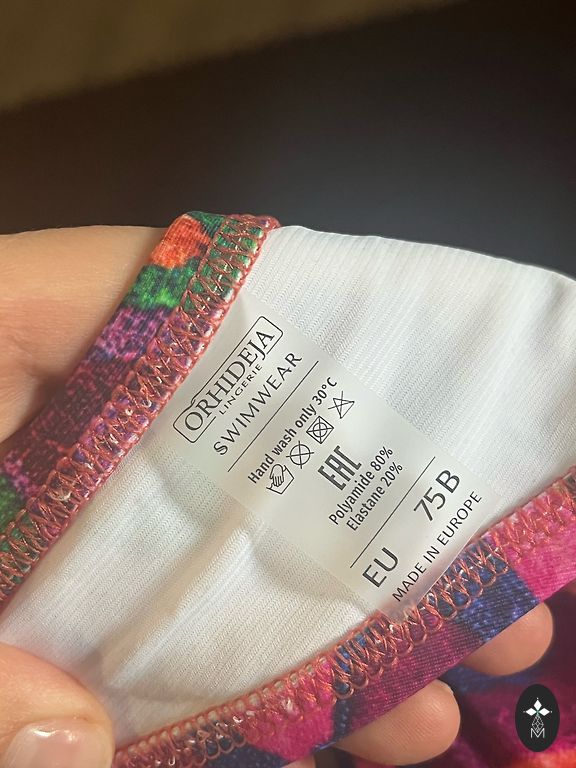 ORHIDEJA
LINGERIE
SWIMWEAR
Hand wash only 30°C
EAC
Polyamide 80%
Elastane 20%
EU 75B
MADE IN EUROPE
M